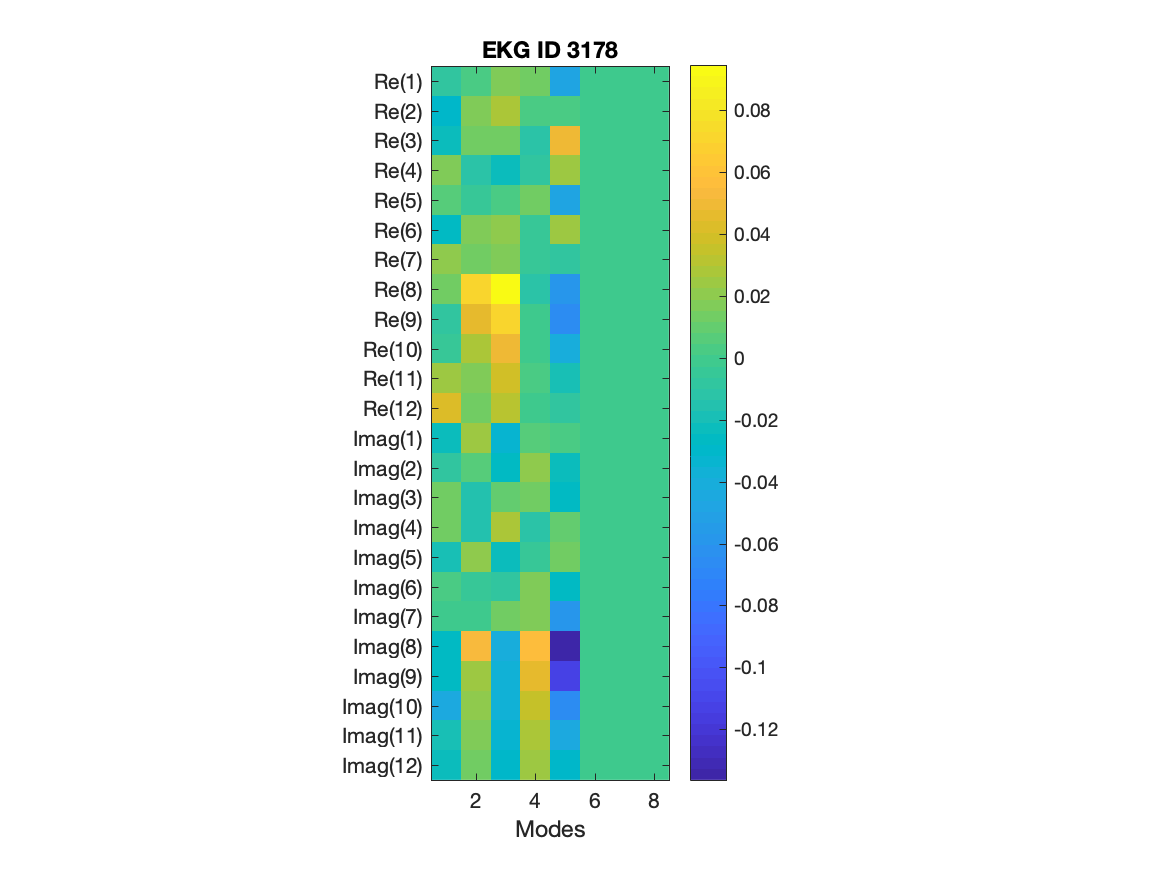 EKG ID 3178
Re(1)
Re(2)
Re(3)
Re(4)
Re(5)
Re(6)
Re(7)
Re(8)
Re(9)
Re(10)
Re(11)
Re(12)
Imag(1)
Imag(2)
Imag(3)
Imag(4)
Imag(5)
Imag(6)
Imag(7)
Imag(8)
Imag(9)
Imag(10)
Imag(11)
Imag(12)
2 4 6 8
Modes
0.08
0.06
0.04
0.02
0
-0.02
-0.04
-0.06
-0.08
-0.1
-0.12